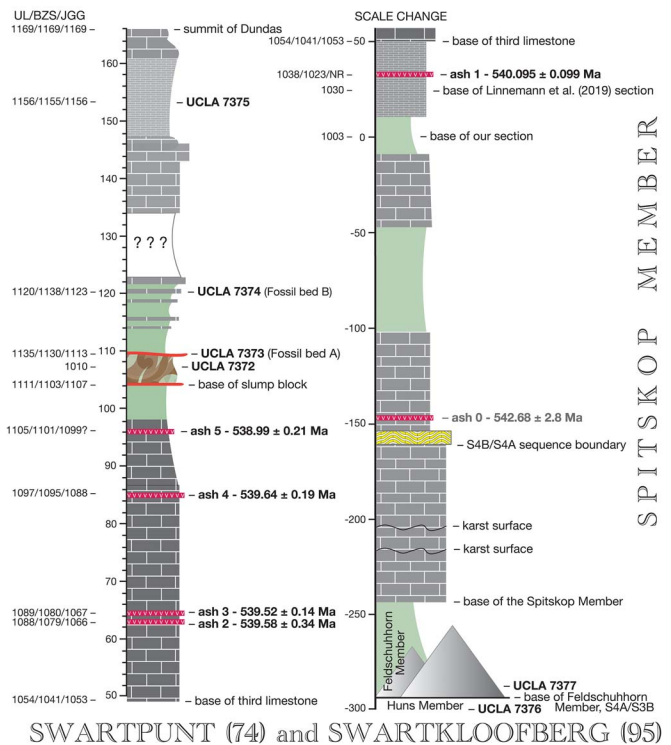 UL/BZS/JGG
1169/1169/1169
summit of Dundas
160
1156/1155/1156
UCLA 7375
150
140
130
? ? ?
1120/1138/1123
120
UCLA 7374 (Fossil bed B)
1135/1130/1113
110
UCLA 7373 (Fossil bed A)
1010
UCLA 7372
1111/1103/1107
base of slump block
100
1105/1101/1099?
ash 5 - 538.99 ± 0.21 Ma
90
1097/1095/1088
ash 4 - 539.64 ± 0.19 Ma
80
70
1089/1080/1067
ash 3 - 539.52 ± 0.14 Ma
1088/1079/1066
ash 2 - 539.58 ± 0.34 Ma
60
50
1054/1041/1053
base of third limestone
SCALE CHANGE
1054/1041/1053
50
base of third limestone
1038/1023/NR
ash 1 - 540.095 ± 0.099 Ma
1030
base of Linnemann et al. (2019) section
1003
0
base of our section
-50
-100
-150
ash 0 - 542.68 ± 2.8 Ma
S4B/S4A sequence boundary
-200
karst surface
karst surface
base of the Spitskop Member
-250
Feldschuhhorn
Member
UCLA 7377
base of Feldschuhhorn
Member, S4A/S3B
Huns Member
UCLA 7376
-300
SPITSKOP MEMBER
SWARTPUNT (74) and SWARTKLOOFBERG (95)